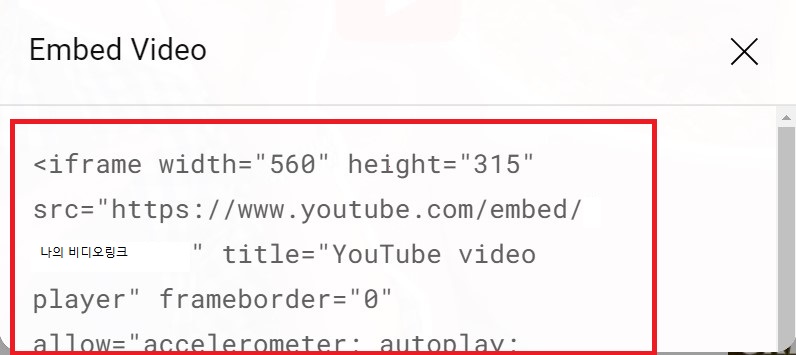 Embed Video
<iframe width="560" height="315"
src="https://www.youtube.com/embed/
나의 비디오링크 " title="YouTube video
player" frameborder="0"
allow="accelerometer; autoplay;